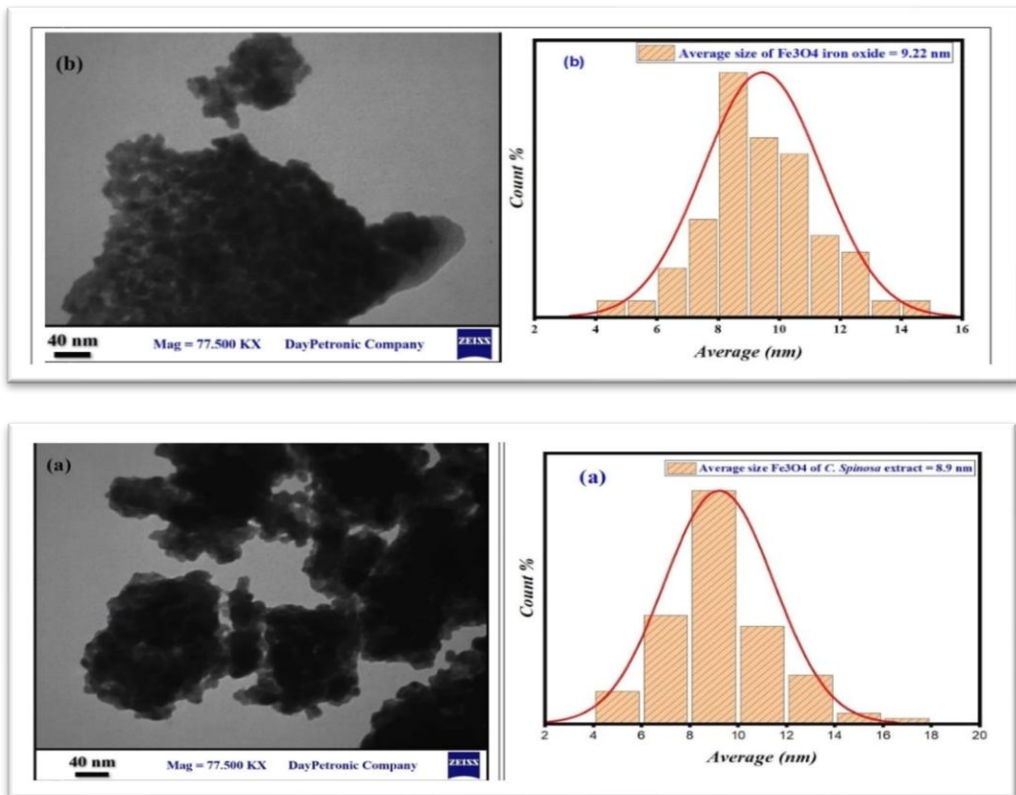 (b)
40 nm
Mag = 77.500 KX DayPetronic Company
ZEISS
(b)
Average size of Fe3O4 iron oxide = 9.22 nm
Count %
2 4 6 8 10 12 14 16
Average (nm)
(a)
40 nm
Mag = 77.500 KX DayPetronic Company
ZEISS
(a)
Average size Fe3O4 of C. Spinosa extract = 8.9 nm
Count %
2 4 6 8 10 12 14 16 18 20
Average (nm)